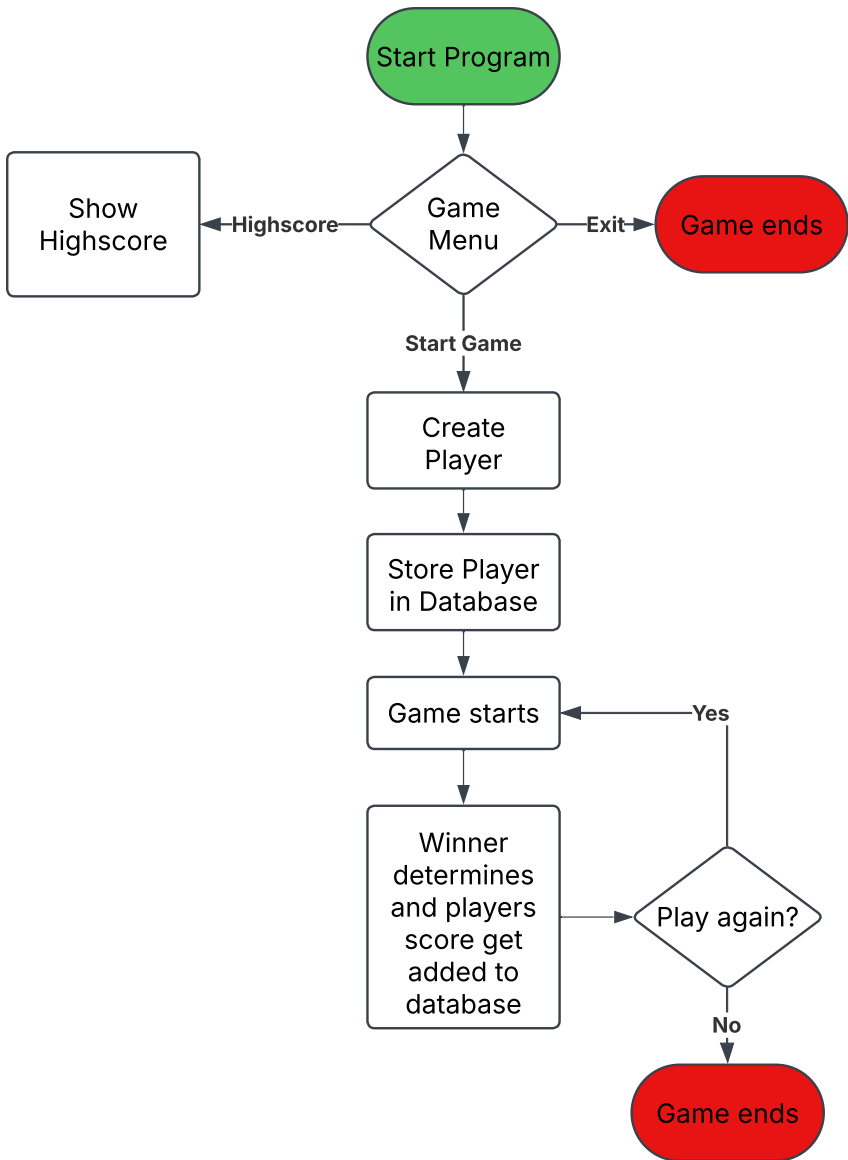 Start Program
Show
Highscore
Highscore
Game
Menu
Exit
Game ends
Start Game
Create
Player
Store Player
in Database
Game starts
Yes
Winner
determines
and players
score get
added to
database
Play again?
No
Game ends